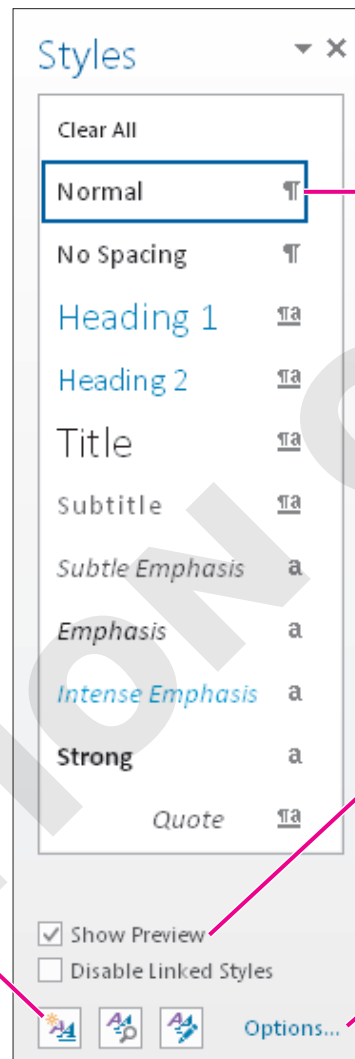 Styles
Clear All
Normal ¶
No Spacing ¶
Heading 1 ¶a
Heading 2 ¶a
Title ¶a
Subtitle ¶a
Subtle Emphasis a
Emphasis a
Intense Emphasis a
Strong a
Quote ¶a
Show Preview
Disable Linked Styles
Options...